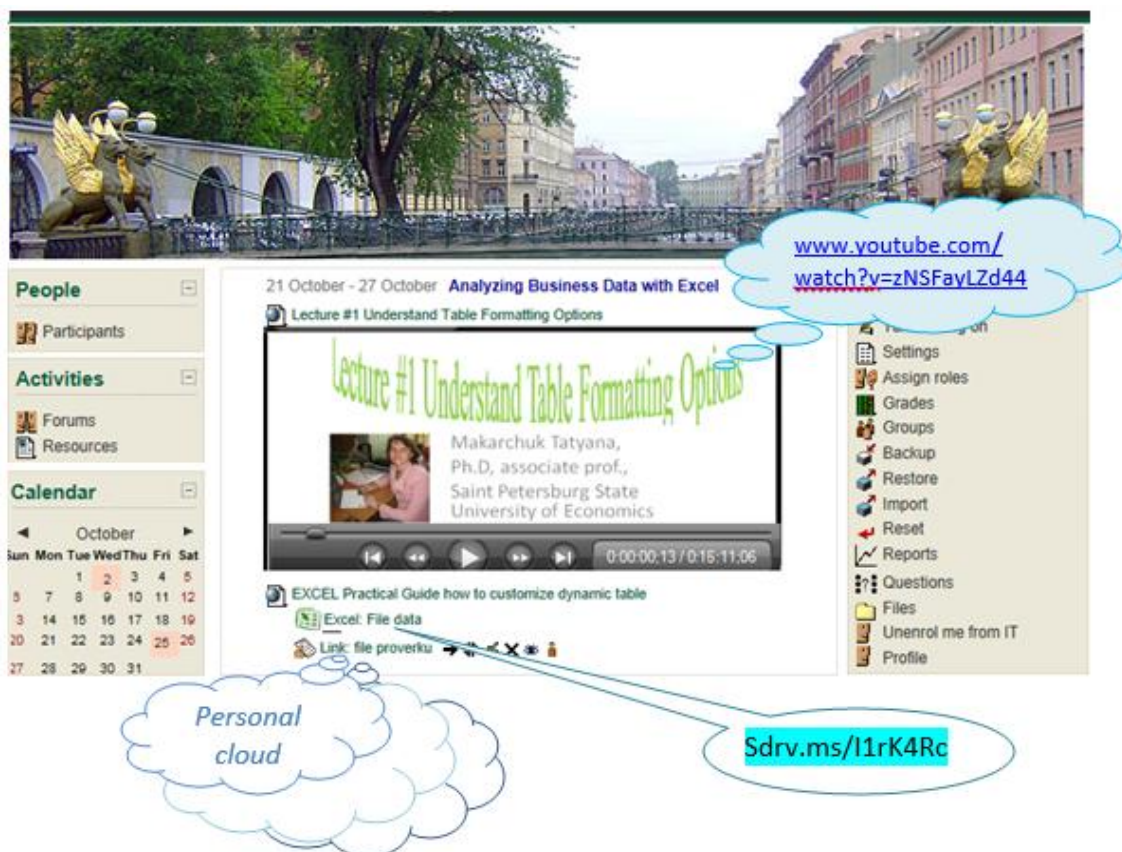 www.youtube.com/
watch?v=zNSFayLZd44
People
Participants
Activities
Forums
Resources
Calendar
October
Sun Mon Tue Wed Thu Fri Sat
1 2 3 4 5
7 8 9 10 11 12
14 15 16 17 18 19
20 21 22 23 24 25 26
27 28 29 30 31
21 October - 27 October Analyzing Business Data with Excel
Lecture #1 Understand Table Formatting Options
Lecture #1 Understand Table Formatting Options
Makarchuk Tatyana,
Ph.D, associate prof.,
Saint Petersburg State
University of Economics
0:00:00,13 / 0:16:11,06
EXCEL Practical Guide how to customize dynamic table
Excel: File data
Link: file proverku
Settings
Assign roles
Grades
Groups
Backup
Restore
Import
Reset
Reports
Questions
Files
Unenrol me from IT
Profile
Personal
cloud
Sdrv.ms/I1rK4Rc